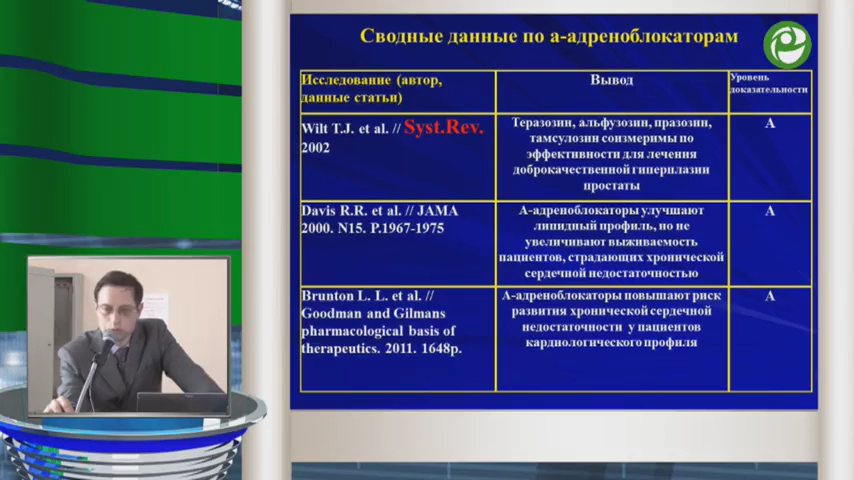 Сводные данные по а-адреноблокаторам
Исследование (автор,
данные статьи)
Вывод
Уровень
доказательности
Wilt T.J. et al. // Syst.Rev.
2002
Теразозин, альфузозин, празозин,
тамсулозин соизмеримы по
эффективности для лечения
доброкачественной гиперплазии
простаты
А
Davis R.R. et al. // JAMA
2000. N15. P.1967-1975
А-адреноблокаторы улучшают
липидный профиль, но не
увеличивают выживаемость
пациентов, страдающих хронической
сердечной недостаточностью
А
Brunton L. L. et al. //
Goodman and Gilmans
pharmacological basis of
therapeutics. 2011. 1648p.
А-адреноблокаторы повышают риск
развития хронической сердечной
недостаточности у пациентов
кардиологического профиля
А